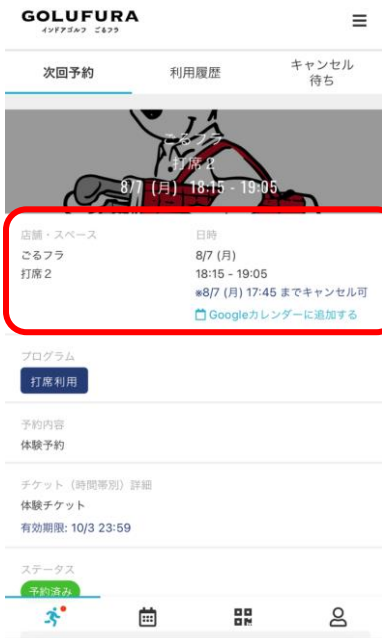 GOLUFURA
インドアゴルフ ごるフラ
次回予約
利用履歴
キャンセル
待ち
ごるフラ
打席2
8/7 (月) 18:15 - 19:05
店舗・スペース
ごるフラ
打席2
日時
8/7 (月)
18:15 - 19:05
※8/7 (月) 17:45 までキャンセル可
Googleカレンダーに追加する
プログラム
打席利用
予約内容
体験予約
チケット（時間帯別）詳細
体験チケット
有効期限: 10/3 23:59
ステータス
予約済み